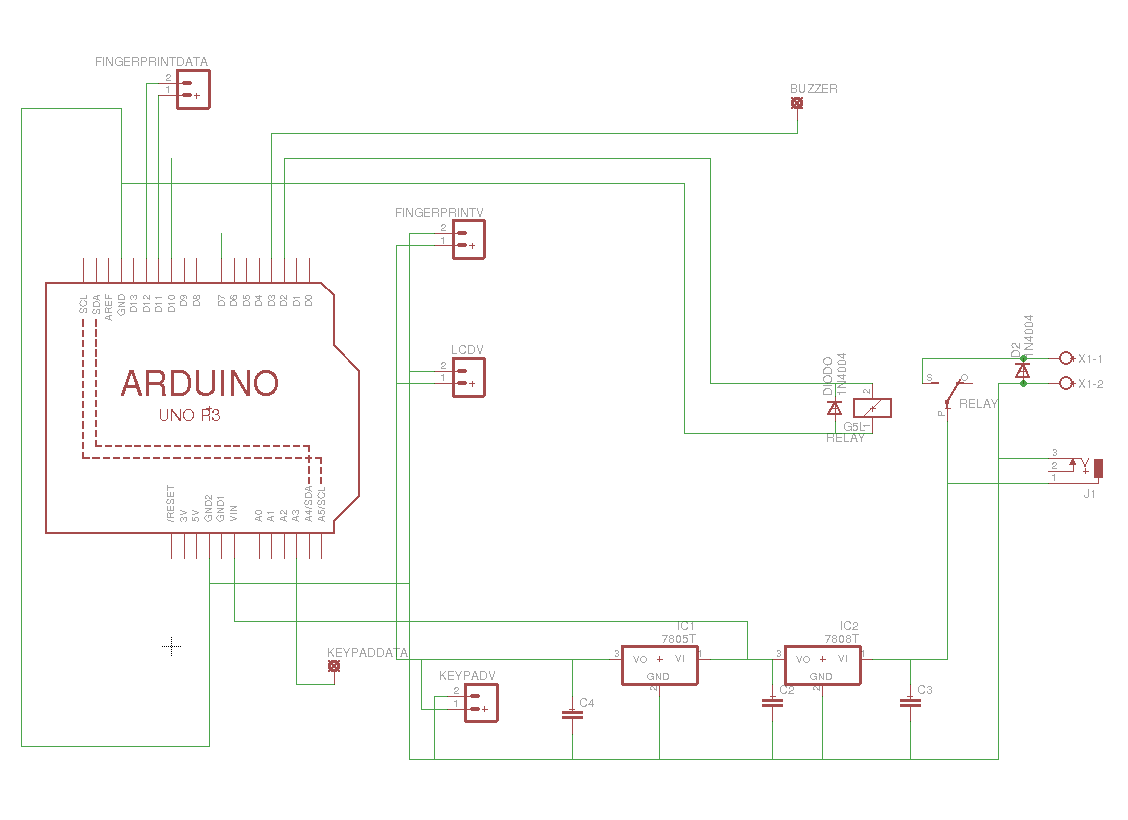 FINGERPRINTDATA
2
1
BUZZER
FINGERPRINTV
2
1
SCL
SDA
AREF
GND
D13
D12
D11
D10
D9
D8
D7
D6
D5
D4
D3
D2
D1
D0
LCDV
2
1
ARDUINO
UNO R3
DIODO
1N4004
2
1
G5L
RELAY
S
O
P
RELAY
D2
1N4004
X1-1
X1-2
3
2
1
J1
/RESET
3V
5V
GND2
GND1
VIN
A0
A1
A2
A3
A4/SDA
A5/SCL
KEYPADDATA
KEYPADV
2
1
C4
IC1
7805T
3
VO
VI
1
GND
2
IC2
7808T
3
VO
VI
1
GND
2
C2
C3